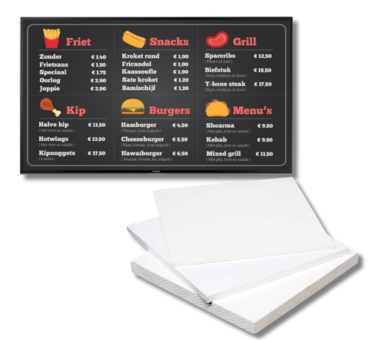 Friet
Zonder € 1,40
Frietsaus € 1,50
Speciaal € 1,75
Oorlog € 2,00
Joppie € 2,00
Snacks
Kroket rund € 1,00
Fricandel € 1,00
Kaassoufle € 1,00
Sate kroket € 1,20
Bamischijf € 1,20
Grill
Spareribs € 12,50
Biefstuk € 15,50
T-bone steak € 17,50
Kip
Halve kip € 11.50
Hotwings € 13.50
Kipnuggets € 17.50
Burgers
Hamburger € 4,50
Cheeseburger € 5,50
Hawaiburger € 6,50
Menu's
Shoarma € 9.50
Kebab € 9.50
Mixed grill € 11.50